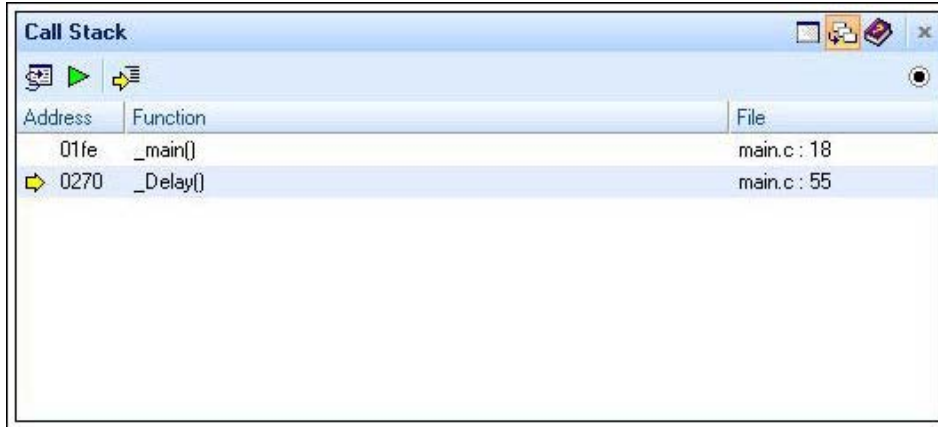 Call Stack
Address Function File
01fe _main() main.c : 18
0270 _Delay() main.c : 55